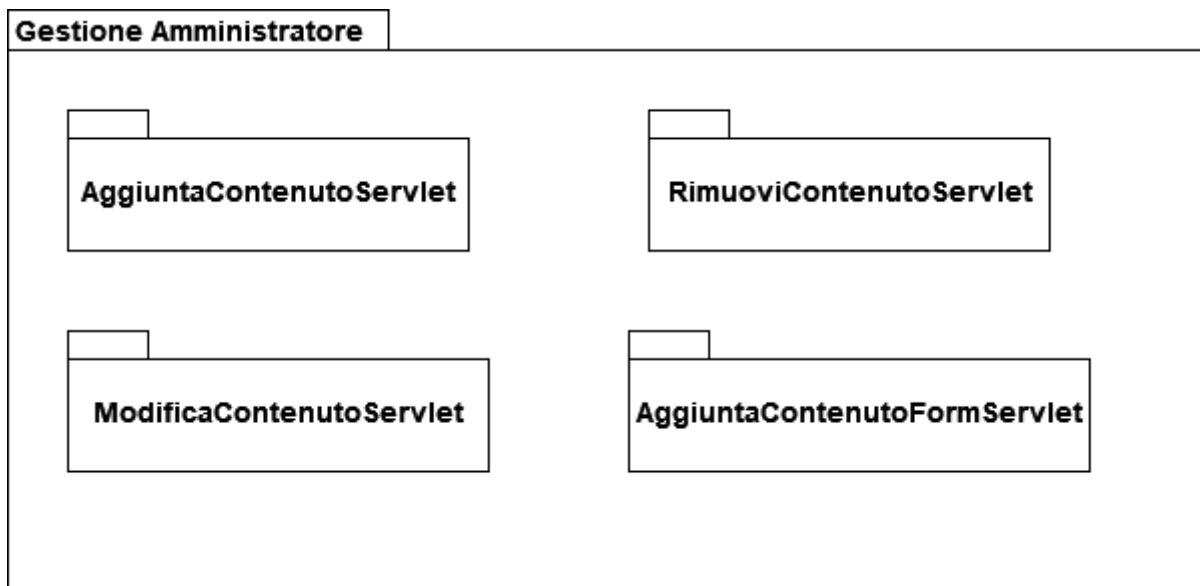 Gestione Amministratore
AggiuntaContenutoServlet
RimuoviContenutoServlet
ModificaContenutoServlet
AggiuntaContenutoFormServlet